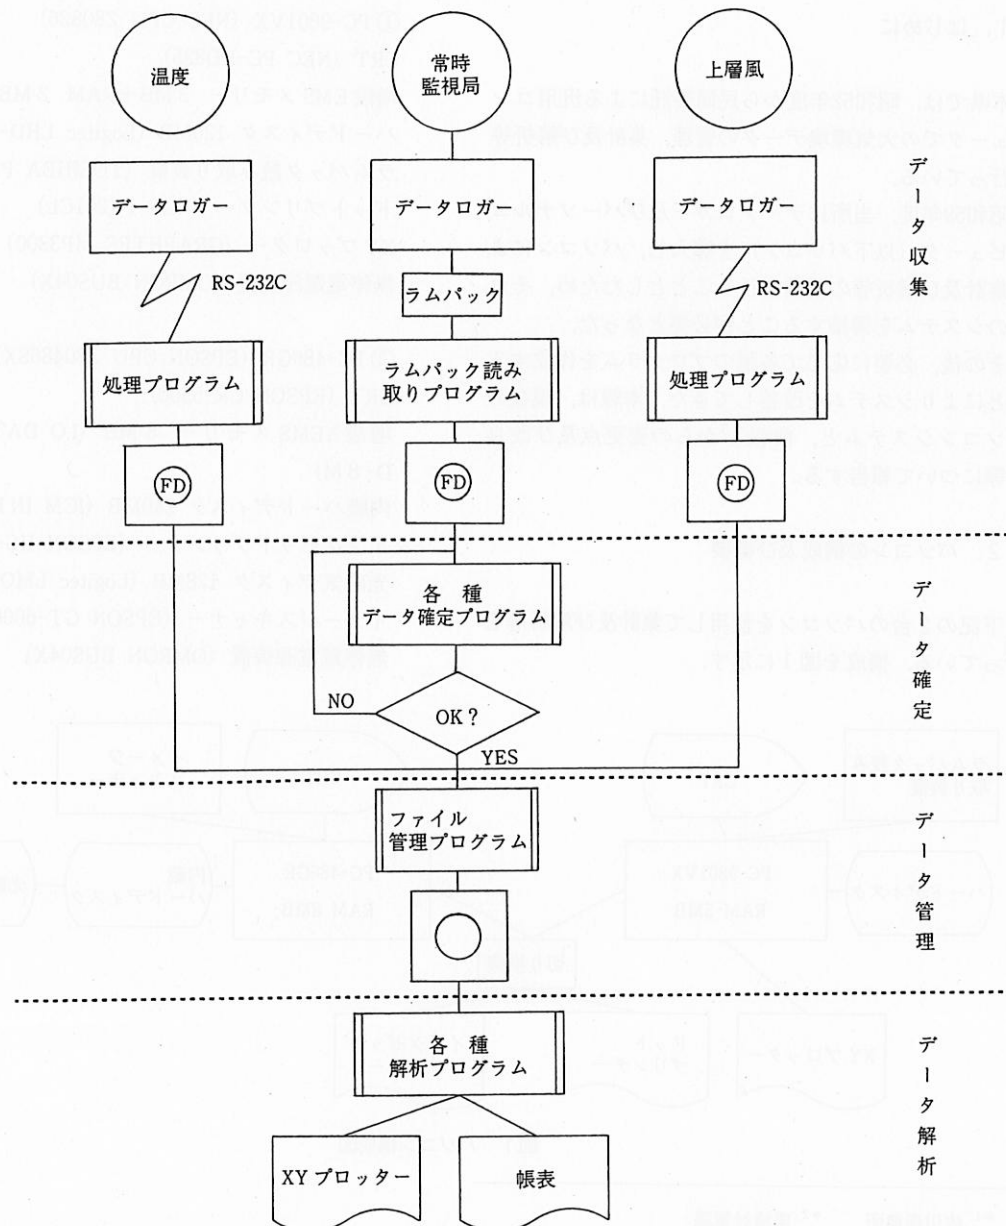 温度
常時
監視局
上層風
データロガー
データロガー
データロガー
データ収集
RS-232C
ラムパック
RS-232C
処理プログラム
ラムパック読み
取りプログラム
処理プログラム
FD
FD
FD
各種
データ確定プログラム
データ確定
NO
OK?
YES
ファイル
管理プログラム
データ管理
各種
解析プログラム
データ解析
XYプロッター
帳表